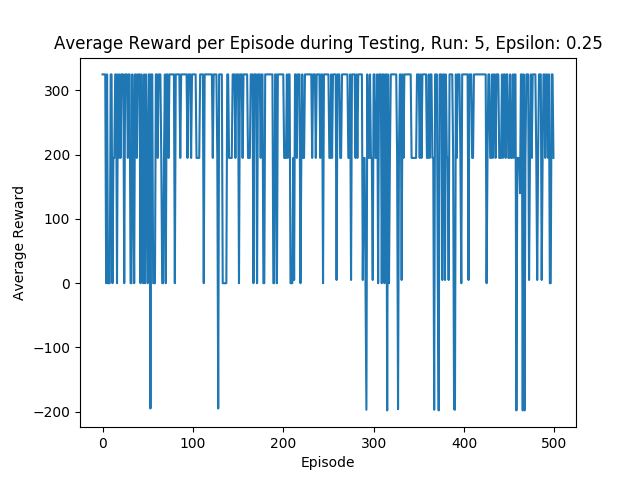 Average Reward per Episode during Testing, Run: 5, Epsilon: 0.25
300
200
100
0
−100
−200
Average Reward
0 100 200 300 400 500
Episode